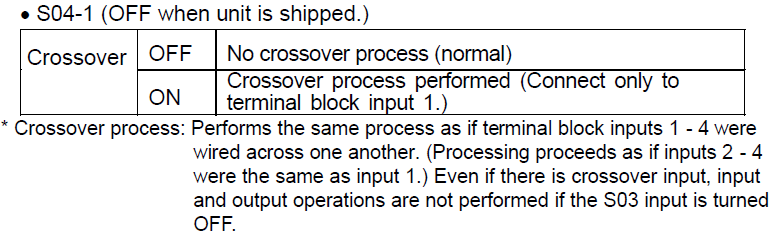 • S04-1 (OFF when unit is shipped.)
Crossover OFF No crossover process (normal)
ON Crossover process performed (Connect only to
terminal block input 1.)
* Crossover process: Performs the same process as if terminal block inputs 1 - 4 were
wired across one another. (Processing proceeds as if inputs 2 - 4
were the same as input 1.) Even if there is crossover input, input
and output operations are not performed if the S03 input is turned
OFF.